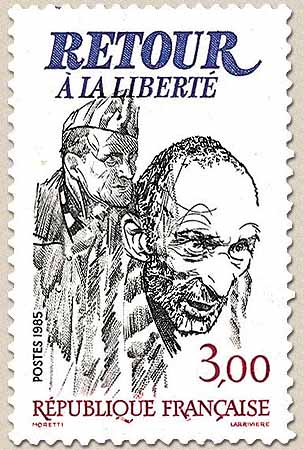 RETOUR
À LA LIBERTÉ
POSTES 1985
3,00
RÉPUBLIQUE FRANÇAISE
MORETTI LARRIVIERE